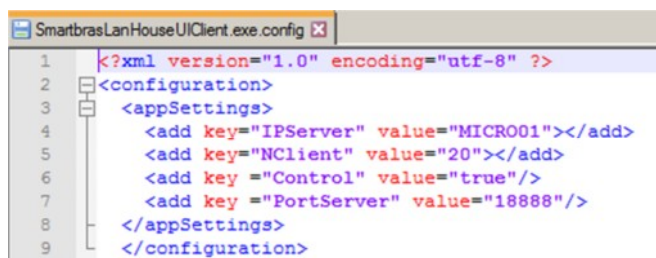 SmartbrasLanHouseUIClient.exe.config
1 <?xml version="1.0" encoding="utf-8" ?>
2 <configuration>
3 <appSettings>
4 <add key="IPServer" value="MICRO01"></add>
5 <add key="NClient" value="20"></add>
6 <add key ="Control" value="true"/>
7 <add key ="PortServer" value="18888"/>
8 </appSettings>
9 </configuration>